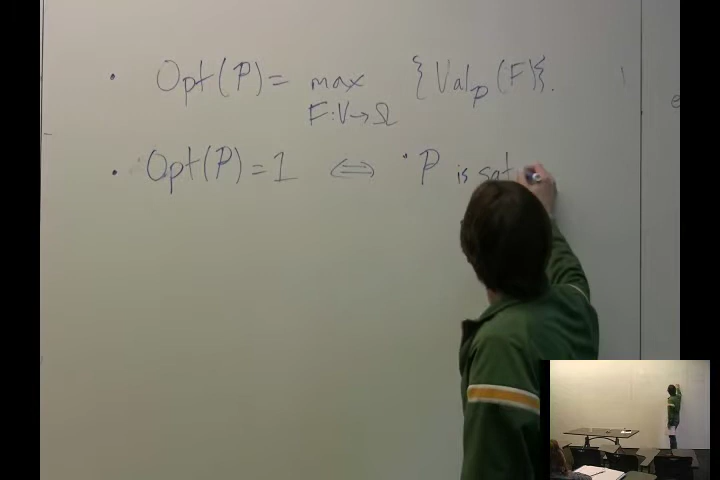 • Opt(P) = max {Val_P(F)}.
F:V→Ω
• Opt(P) = 1 ⟺ "P is sat